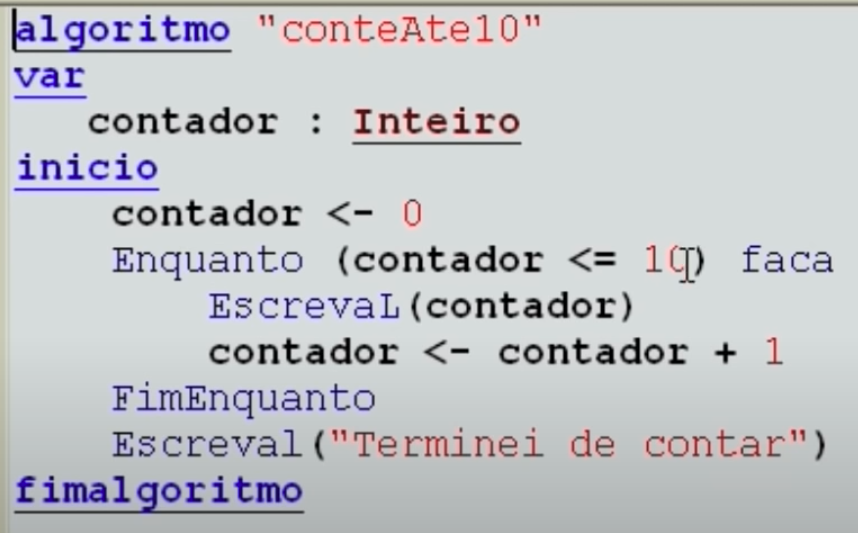 algoritmo "conteAte10"
var
contador : Inteiro
inicio
contador <- 0
Enquanto (contador <= 10) faca
EscrevaL(contador)
contador <- contador + 1
FimEnquanto
Escreval("Terminei de contar")
fimalgoritmo